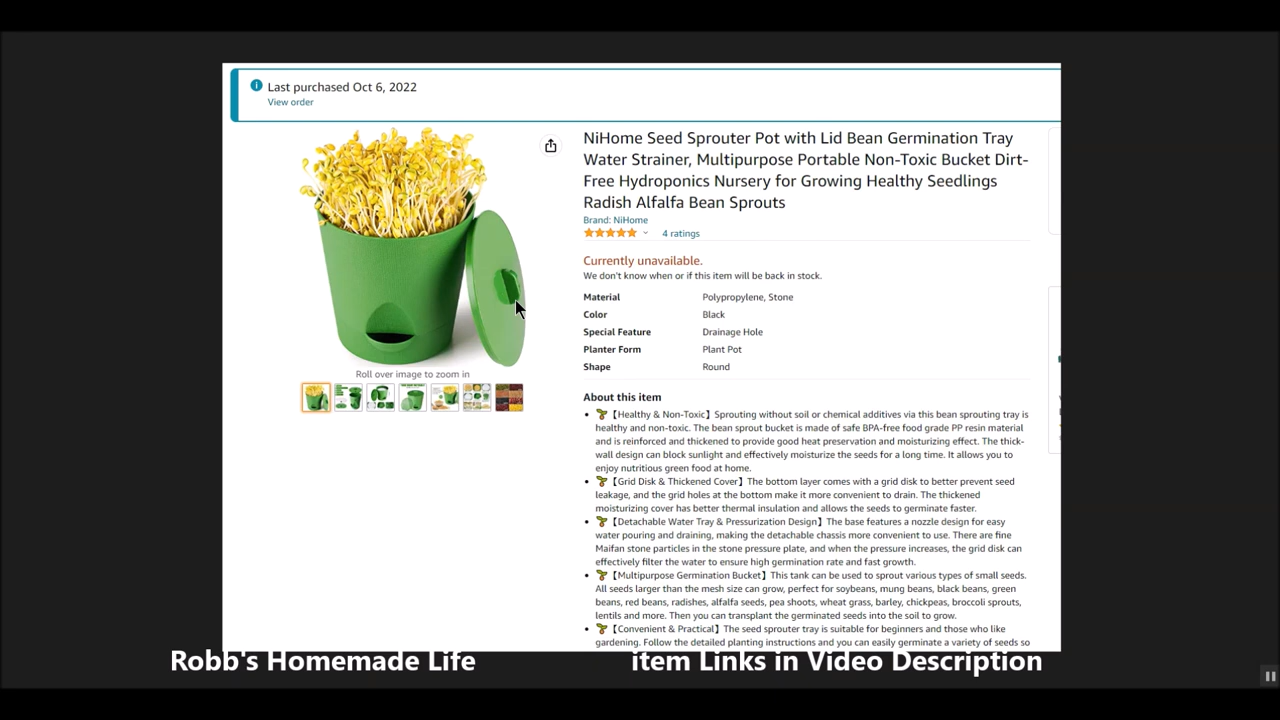 Last purchased Oct 6, 2022
View order
NiHome Seed Sprouter Pot with Lid Bean Germination Tray
Water Strainer, Multipurpose Portable Non-Toxic Bucket Dirt-
Free Hydroponics Nursery for Growing Healthy Seedlings
Radish Alfalfa Bean Sprouts
Brand: NiHome
4 ratings
Currently unavailable.
We don't know when or if this item will be back in stock.
Material Polypropylene, Stone
Color Black
Special Feature Drainage Hole
Planter Form Plant Pot
Shape Round
Roll over image to zoom in
About this item
• 【Healthy & Non-Toxic】Sprouting without soil or chemical additives via this bean sprouting tray is
healthy and non-toxic. The bean sprout bucket is made of safe BPA-free food grade PP resin material
and is reinforced and thickened to provide good heat preservation and moisturizing effect. The thick-
wall design can block sunlight and effectively moisturize the seeds for a long time. It allows you to
enjoy nutritious green food at home.
• 【Grid Disk & Thickened Cover】The bottom layer comes with a grid disk to better prevent seed
leakage, and the grid holes at the bottom make it more convenient to drain. The thickened
moisturizing cover has better thermal insulation and allows the seeds to germinate faster.
• 【Detachable Water Tray & Pressurization Design】The base features a nozzle design for easy
water pouring and draining, making the detachable chassis more convenient to use. There are fine
Maifan stone particles in the stone pressure plate, and when the pressure increases, the grid disk can
effectively filter the water to ensure high germination rate and fast growth.
• 【Multipurpose Germination Bucket】This tank can be used to sprout various types of small seeds.
All seeds larger than the mesh size can grow, perfect for soybeans, mung beans, black beans, green
beans, red beans, radishes, alfalfa seeds, pea shoots, wheat grass, barley, chickpeas, broccoli sprouts,
lentils and more. Then you can transplant the germinated seeds into the soil to grow.
• 【Convenient & Practical】The seed sprouter tray is suitable for beginners and those who like
gardening. Follow the detailed planting instructions and you can easily germinate a variety of seeds so
Robb's Homemade Life
item Links in Video Description